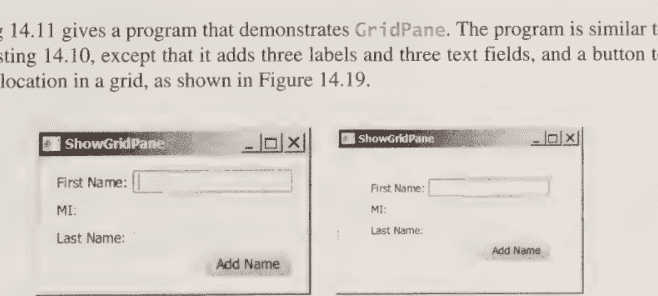 14.11 gives a program that demonstrates GridPane. The program is similar
sting 14.10, except that it adds three labels and three text fields, and a button
location in a grid, as shown in Figure 14.19.
ShowGridPane
First Name:
MI:
Last Name:
Add Name
ShowGridPane
First Name:
MI:
Last Name:
Add Name